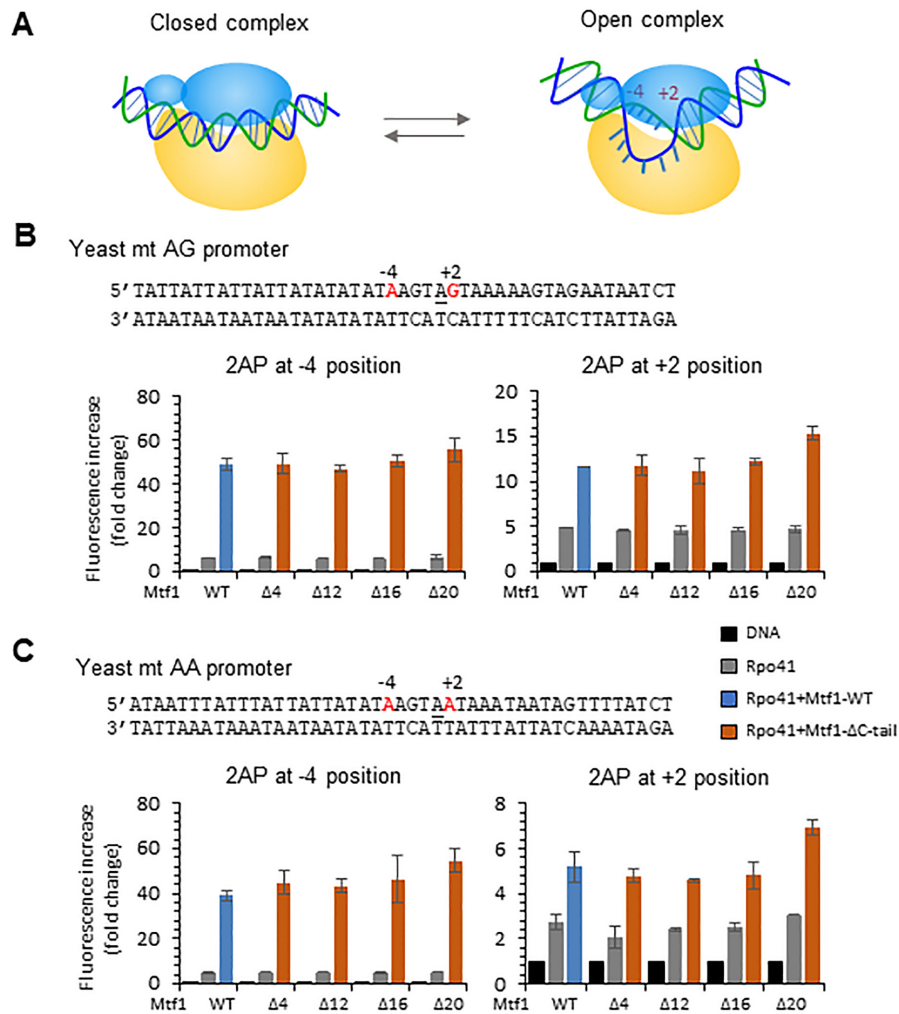 A
Closed complex
Open complex
-4 +2
B
Yeast mt AG promoter
-4 +2
5’TATTATTATTATTATATATATAAGTAGTAAAAAGTAGAATAATCT
3’ATAATAATAATAATATATATATTCATCATTTTTCATCTTATTAGA
2AP at -4 position
2AP at +2 position
Fluorescence increase
(fold change)
80
60
40
20
0
Mtf1 WT Δ4 Δ12 Δ16 Δ20
20
15
10
5
0
Mtf1 WT Δ4 Δ12 Δ16 Δ20
DNA
Rpo41
Rpo41+Mtf1-WT
Rpo41+Mtf1-ΔC-tail
C
Yeast mt AA promoter
-4 +2
5’ATAATTTATTTATTATTATATAAGTAATAAATAATAGTTTTATCT
3’TATTAAATAAATAATAATATATTCATTATTTATTATCAAAATAGA
2AP at -4 position
2AP at +2 position
Fluorescence increase
(fold change)
80
60
40
20
0
Mtf1 WT Δ4 Δ12 Δ16 Δ20
8
6
4
2
0
Mtf1 WT Δ4 Δ12 Δ16 Δ20